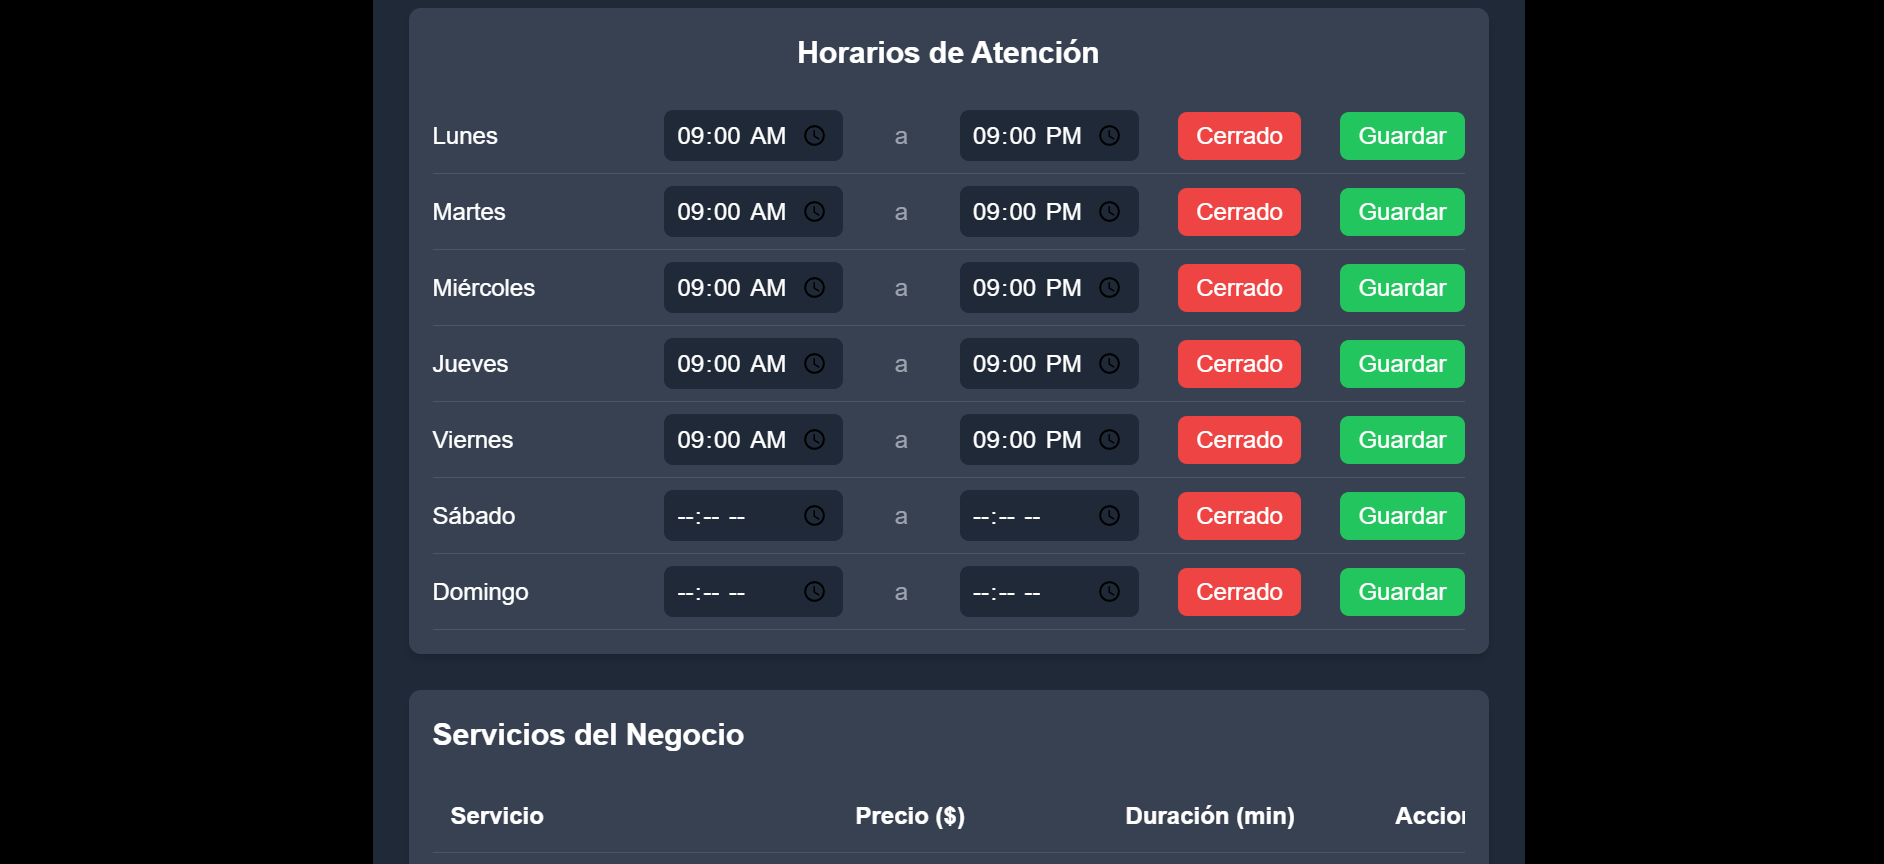 Horarios de Atención
Lunes 09:00 AM a 09:00 PM Cerrado Guardar
Martes 09:00 AM a 09:00 PM Cerrado Guardar
Miércoles 09:00 AM a 09:00 PM Cerrado Guardar
Jueves 09:00 AM a 09:00 PM Cerrado Guardar
Viernes 09:00 AM a 09:00 PM Cerrado Guardar
Sábado --:-- -- a --:-- -- Cerrado Guardar
Domingo --:-- -- a --:-- -- Cerrado Guardar
Servicios del Negocio
Servicio Precio ($) Duración (min)